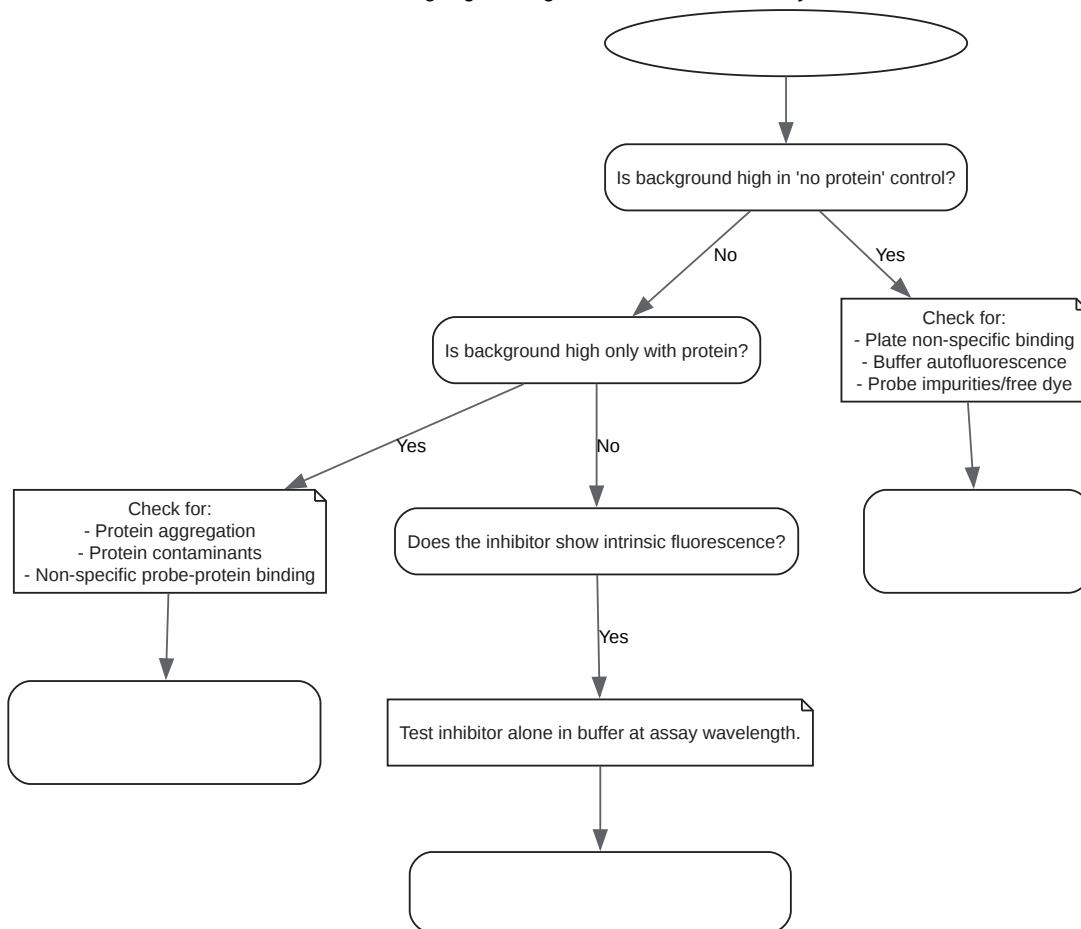 Is background high in 'no protein' control?
No
Yes
Check for:
- Plate non-specific binding
- Buffer autofluorescence
- Probe impurities/free dye
Is background high only with protein?
Yes
No
Check for:
- Protein aggregation
- Protein contaminants
- Non-specific probe-protein binding
Does the inhibitor show intrinsic fluorescence?
Yes
Test inhibitor alone in buffer at assay wavelength.